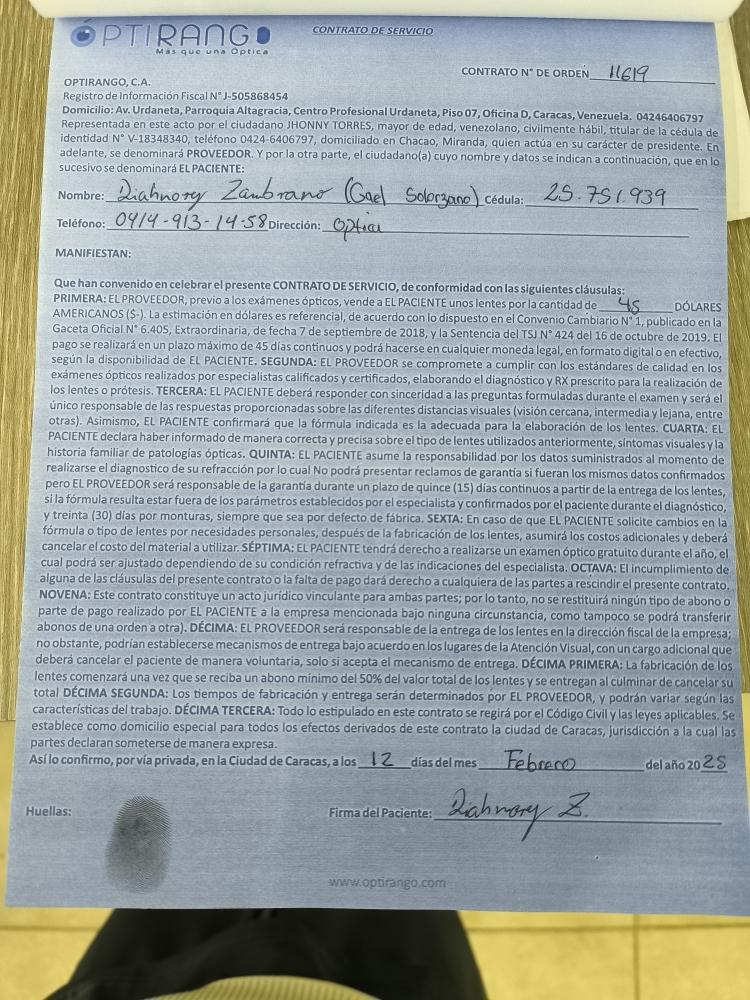 OPTIRANGO
Más que una Óptica
CONTRATO DE SERVICIO
CONTRATO N° DE ORDEN 11619
OPTIRANGO, C.A.
Registro de Información Fiscal N° J-505868454
Domicilio: Av. Urdaneta, Parroquia Altagracia, Centro Profesional Urdaneta, Piso 07, Oficina D, Caracas, Venezuela. 04246406797
Representada en este acto por el ciudadano JHONNY TORRES, mayor de edad, venezolano, civilmente hábil, titular de la cédula de
identidad N° V-18348340, teléfono 0424-6406797, domiciliado en Chacao, Miranda, quien actúa en su carácter de presidente. En
adelante, se denominará PROVEEDOR. Y por la otra parte, el ciudadano(a) cuyo nombre y datos se indican a continuación, que en lo
sucesivo se denominará EL PACIENTE:
Nombre: Diahnory Zambrano (Gael Solorzano) Cédula: 25.751.939
Teléfono: 0414-913-14-58 Dirección: Optica
MANIFIESTAN:
Que han convenido en celebrar el presente CONTRATO DE SERVICIO, de conformidad con las siguientes cláusulas:
PRIMERA: EL PROVEEDOR, previo a los exámenes ópticos, vende a EL PACIENTE unos lentes por la cantidad de 45 DÓLARES
AMERICANOS ($-). La estimación en dólares es referencial, de acuerdo con lo dispuesto en el Convenio Cambiario N° 1, publicado en la
Gaceta Oficial N° 6.405, Extraordinaria, de fecha 7 de septiembre de 2018, y la Sentencia del TSJ N° 424 del 16 de octubre de 2019. El
pago se realizará en un plazo máximo de 45 días continuos y podrá hacerse en cualquier moneda legal, en formato digital o en efectivo,
según la disponibilidad de EL PACIENTE. SEGUNDA: EL PROVEEDOR se compromete a cumplir con los estándares de calidad en los
exámenes ópticos realizados por especialistas calificados y certificados, elaborando el diagnóstico y RX prescrito para la realización de
los lentes o prótesis. TERCERA: EL PACIENTE deberá responder con sinceridad a las preguntas formuladas durante el examen y será el
único responsable de las respuestas proporcionadas sobre las diferentes distancias visuales (visión cercana, intermedia y lejana, entre
otras). Asimismo, EL PACIENTE confirmará que la fórmula indicada es la adecuada para la elaboración de los lentes. CUARTA: EL
PACIENTE declara haber informado de manera correcta y precisa sobre el tipo de lentes utilizados anteriormente, síntomas visuales y la
historia familiar de patologías ópticas. QUINTA: EL PACIENTE asume la responsabilidad por los datos suministrados al momento de
realizarse el diagnostico de su refracción por lo cual No podrá presentar reclamos de garantía si fueran los mismos datos confirmados
pero EL PROVEEDOR será responsable de la garantía durante un plazo de quince (15) días continuos a partir de la entrega de los lentes,
si la fórmula resulta estar fuera de los parámetros establecidos por el especialista y confirmados por el paciente durante el diagnóstico,
y treinta (30) días por monturas, siempre que sea por defecto de fábrica. SEXTA: En caso de que EL PACIENTE solicite cambios en la
fórmula o tipo de lentes por necesidades personales, después de la fabricación de los lentes, asumirá los costos adicionales y deberá
cancelar el costo del material a utilizar. SÉPTIMA: EL PACIENTE tendrá derecho a realizarse un examen óptico gratuito durante el año, el
cual podrá ser ajustado dependiendo de su condición refractiva y de las indicaciones del especialista. OCTAVA: El incumplimiento de
alguna de las cláusulas del presente contrato o la falta de pago dará derecho a cualquiera de las partes a rescindir el presente contrato.
NOVENA: Este contrato constituye un acto jurídico vinculante para ambas partes; por lo tanto, no se restituirá ningún tipo de abono o
parte de pago realizado por EL PACIENTE a la empresa mencionada bajo ninguna circunstancia, como tampoco se podrá transferir
abonos de una orden a otra). DÉCIMA: EL PROVEEDOR será responsable de la entrega de los lentes en la dirección fiscal de la empresa;
no obstante, podrían establecerse mecanismos de entrega bajo acuerdo en los lugares de la Atención Visual, con un cargo adicional que
deberá cancelar el paciente de manera voluntaria, solo si acepta el mecanismo de entrega. DÉCIMA PRIMERA: La fabricación de los
lentes comenzará una vez que se reciba un abono mínimo del 50% del valor total de los lentes y se entregan al culminar de cancelar su
total DÉCIMA SEGUNDA: Los tiempos de fabricación y entrega serán determinados por EL PROVEEDOR, y podrán variar según las
características del trabajo. DÉCIMA TERCERA: Todo lo estipulado en este contrato se regirá por el Código Civil y las leyes aplicables. Se
establece como domicilio especial para todos los efectos derivados de este contrato la ciudad de Caracas, jurisdicción a la cual las
partes declaran someterse de manera expresa.
Así lo confirmo, por vía privada, en la Ciudad de Caracas, a los 12 días del mes Febrero del año 2025
Huellas:
Firma del Paciente: Diahnory Z.
www.optirango.com